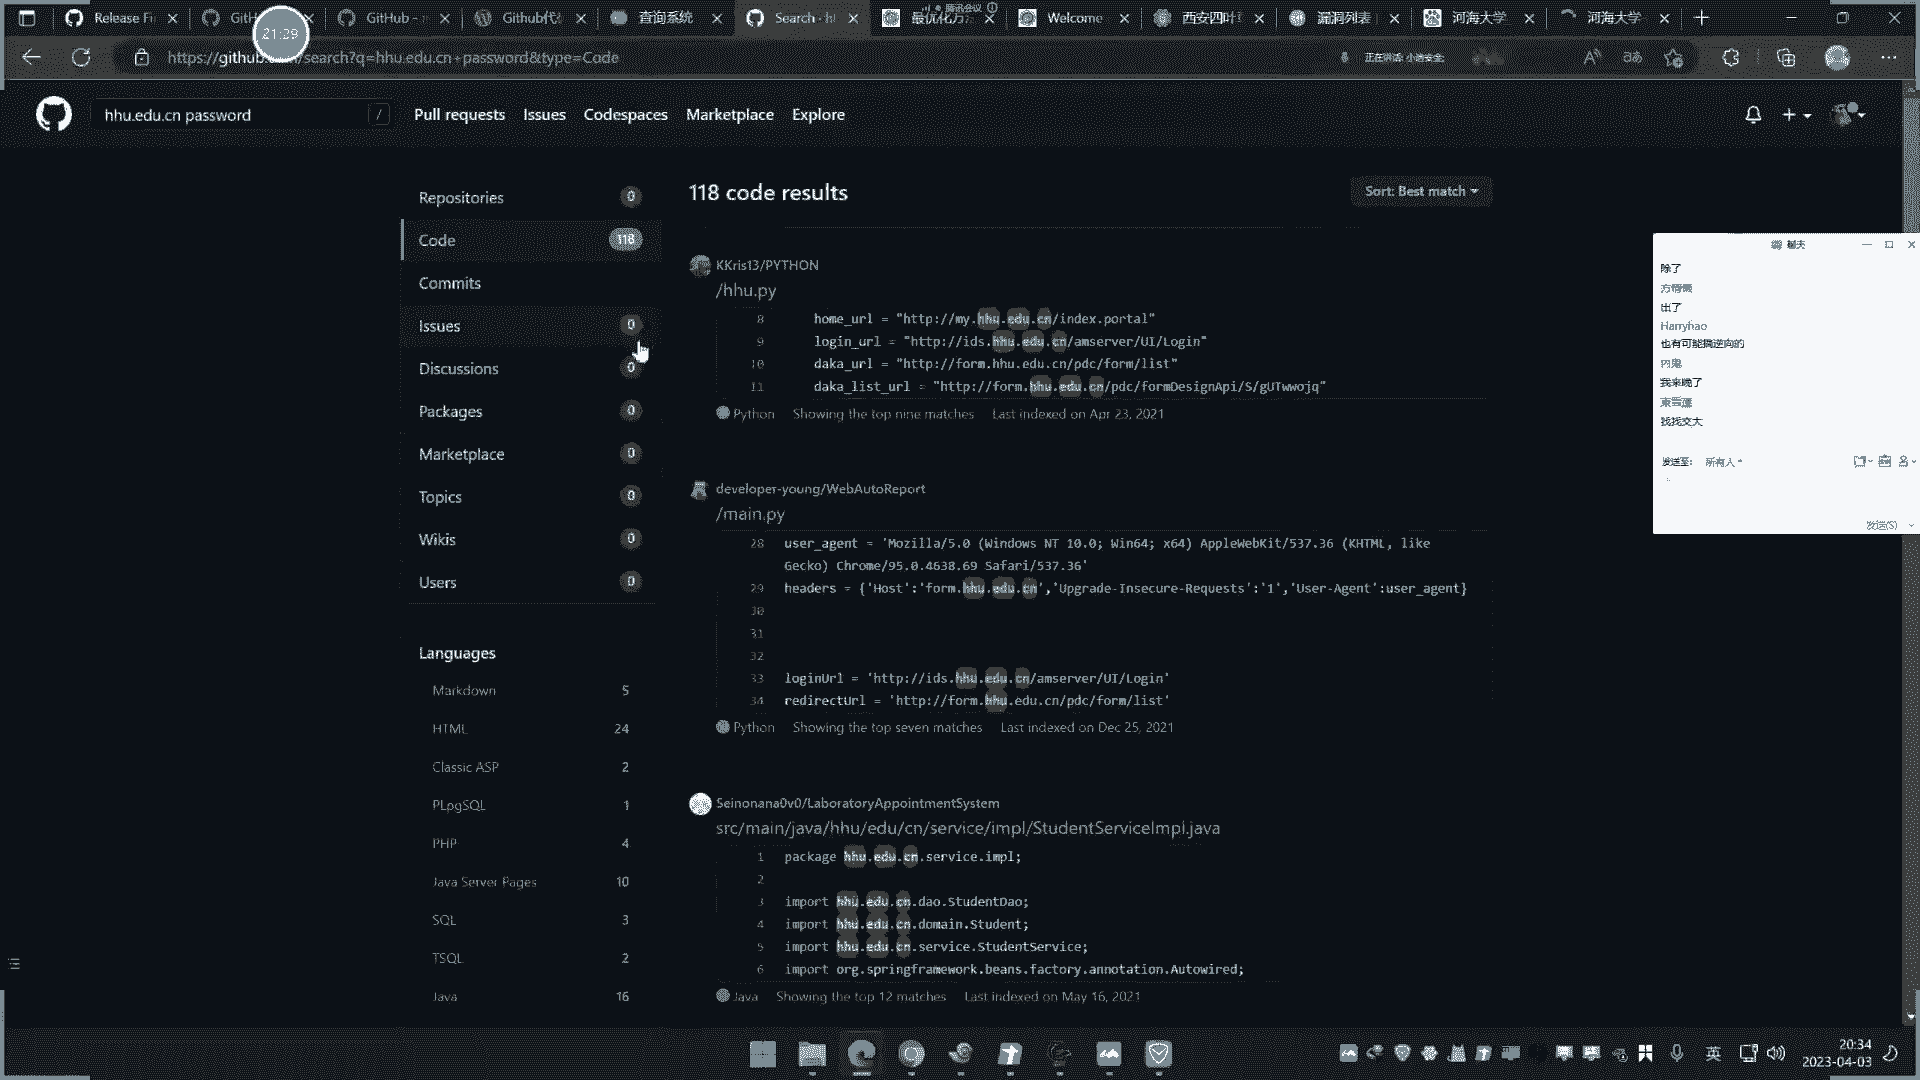 Release Fi
GitH
GitHub -
Github代
查询系统
Search · h
最优化方
Welcome
西安四叶
漏洞列表
河海大学
河海大学
腾讯会议
21:29
https://github.c /search?q=hhu.edu.cn+password&type=Code
正在讲话: 小迪安全;
hhu.edu.cn password
/
Pull requests
Issues
Codespaces
Marketplace
Explore
Repositories 0
Code 118
Commits
Issues 0
Discussions 0
Packages 0
Marketplace 0
Topics 0
Wikis 0
Users 0
Languages
Markdown 5
HTML 24
Classic ASP 2
PLpgSQL 1
PHP 4
Java Server Pages 10
SQL 3
TSQL 2
Java 16
118 code results
Sort: Best match
KKris13/PYTHON
/hhu.py
8 home_url = "http://my.hhu.edu.cn/index.portal"
9 login_url = "http://ids.hhu.edu.cn/amserver/UI/Login"
10 daka_url = "http://form.hhu.edu.cn/pdc/form/list"
11 daka_list_url = "http://form.hhu.edu.cn/pdc/formDesignApi/S/gUTwwojq"
Python Showing the top nine matches Last indexed on Apr 23, 2021
developer-young/WebAutoReport
/main.py
28 user_agent = 'Mozilla/5.0 (Windows NT 10.0; Win64; x64) AppleWebKit/537.36 (KHTML, like
Gecko) Chrome/95.0.4638.69 Safari/537.36'
29 headers = {'Host':'form.hhu.edu.cn','Upgrade-Insecure-Requests':'1','User-Agent':user_agent}
30
31
32
33 loginUrl = 'http://ids.hhu.edu.cn/amserver/UI/Login'
34 redirectUrl = 'http://form.hhu.edu.cn/pdc/form/list'
Python Showing the top seven matches Last indexed on Dec 25, 2021
Seinonana0v0/LaboratoryAppointmentSystem
src/main/java/hhu/edu/cn/service/impl/StudentServiceImpl.java
1 package hhu.edu.cn.service.impl;
2
3 import hhu.edu.cn.dao.StudentDao;
4 import hhu.edu.cn.domain.Student;
5 import hhu.edu.cn.service.StudentService;
6 import org.springframework.beans.factory.annotation.Autowired;
Java Showing the top 12 matches Last indexed on May 16, 2021
聊天
除了
出了
Harryhao
也有可能搞逆向的
内鬼
我来晚了
找找交大
发送至: 所有人
发送(S)
英
20:34
2023-04-03